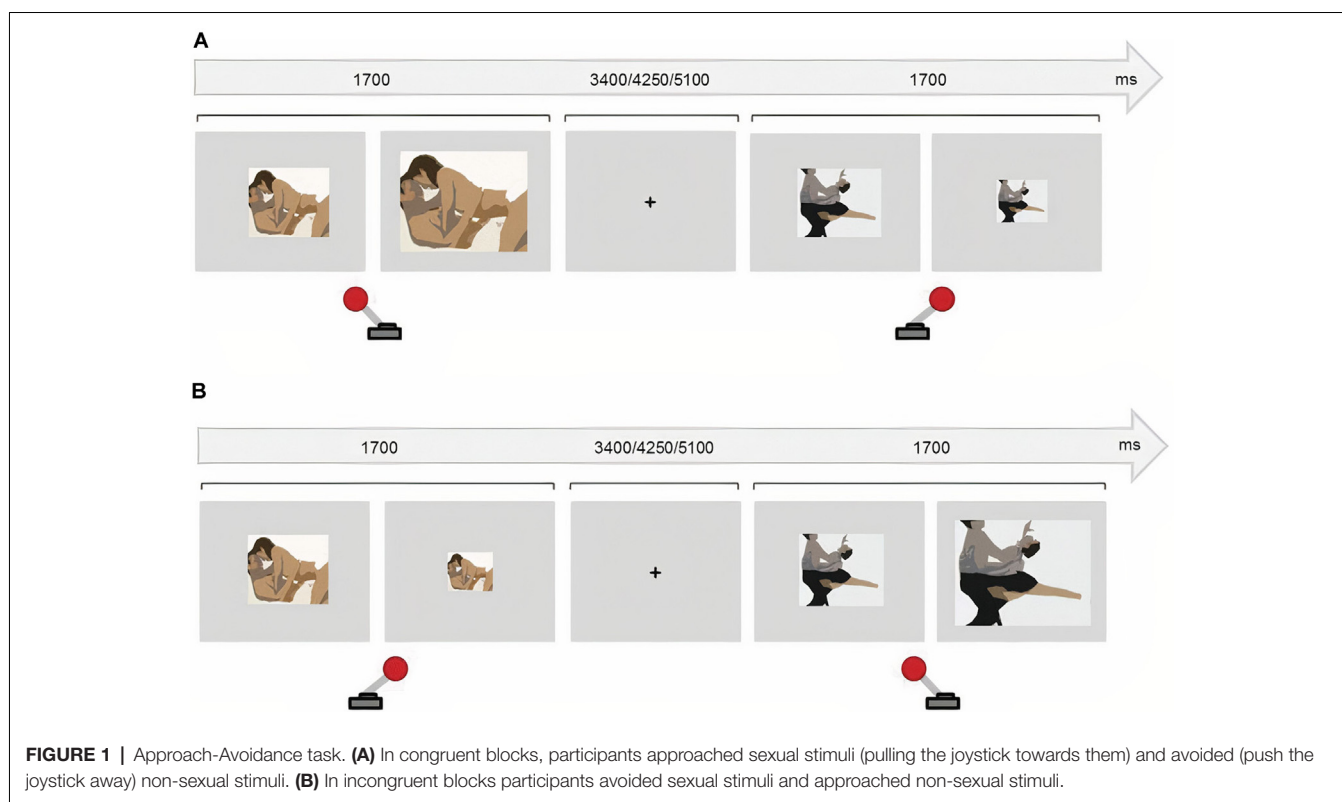 A
1700 3400/4250/5100 1700 ms
+
B
1700 3400/4250/5100 1700 ms
+
FIGURE 1 | Approach-Avoidance task. (A) In congruent blocks, participants approached sexual stimuli (pulling the joystick towards them) and avoided (push the
joystick away) non-sexual stimuli. (B) In incongruent blocks participants avoided sexual stimuli and approached non-sexual stimuli.